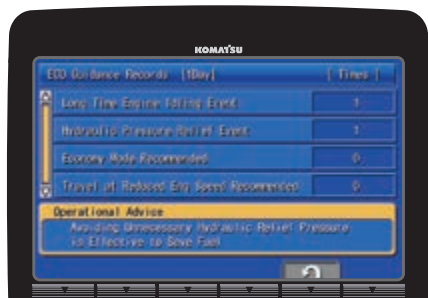 KOMATSU
ECO Guidance Records [1Day] [ Times ]
Long Time Engine Idling Event 1
Hydraulic Pressure Relief Event 1
Economy Mode Recommended 0
Travel at Reduced Eng Speed Recommended 0
Operational Advice
Avoiding Unnecessary Hydraulic Relief Pressure
is Effective to Save Fuel